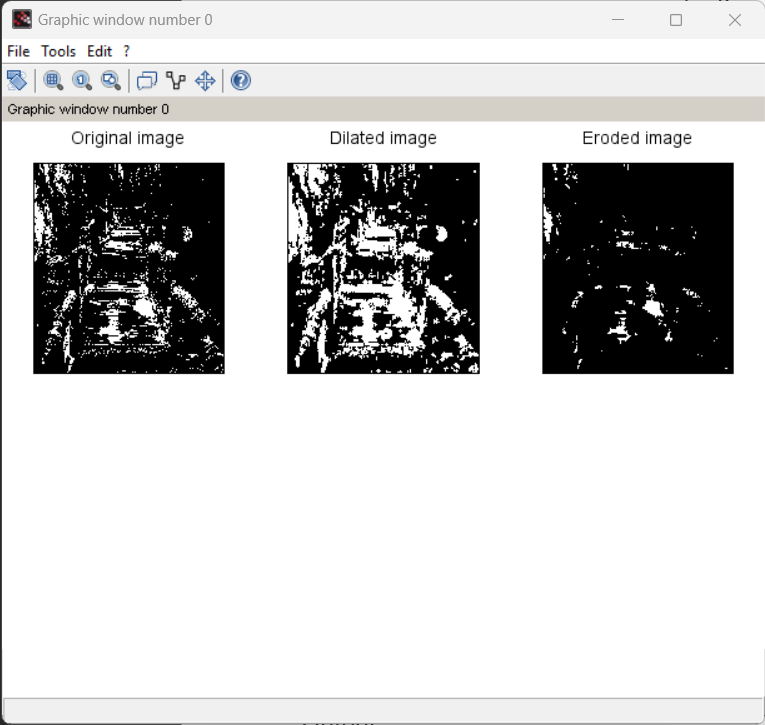 Graphic window number 0
File Tools Edit ?
Graphic window number 0
Original image Dilated image Eroded image